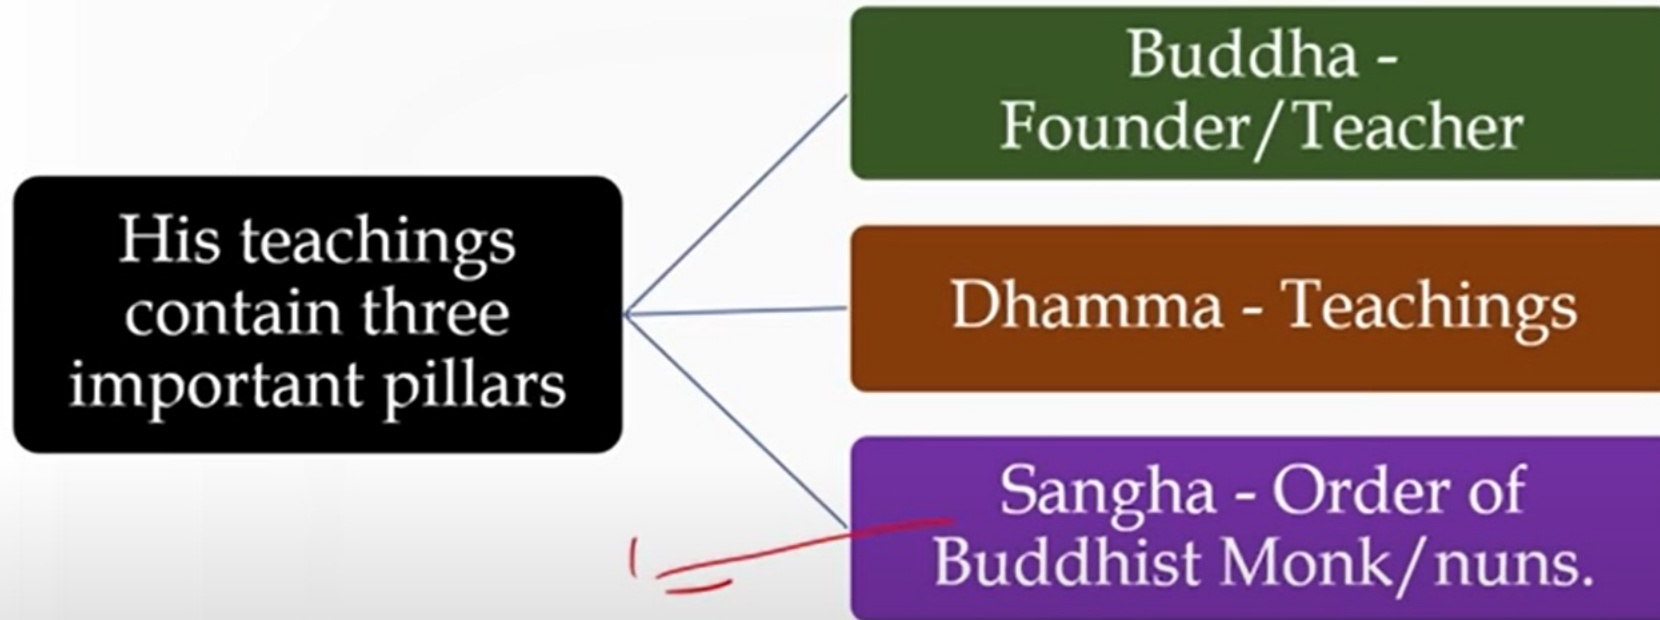 His teachings
contain three
important pillars
Buddha -
Founder/Teacher
Dhamma - Teachings
Sangha - Order of
Buddhist Monk/nuns.